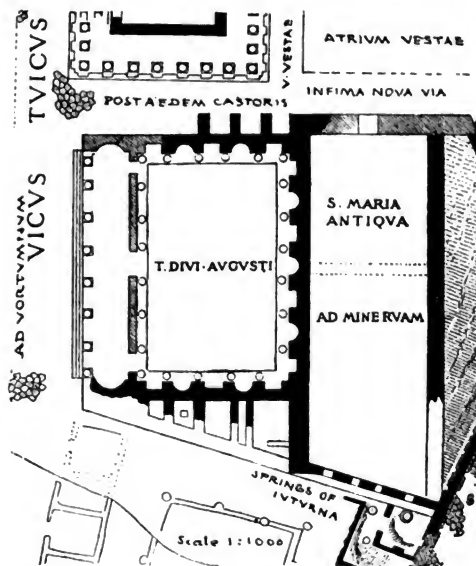 TVICVS
V·VESTAE
ATRIVM VESTAE
POST AEDEM CASTORIS
INFIMA NOVA VIA
AD VORTVMNVM
VICVS
T·DIVI·AVGVSTI
S. MARIA
ANTIQVA
AD MINERVAM
SPRINGS OF
IVTVRNA
Scale 1:1000